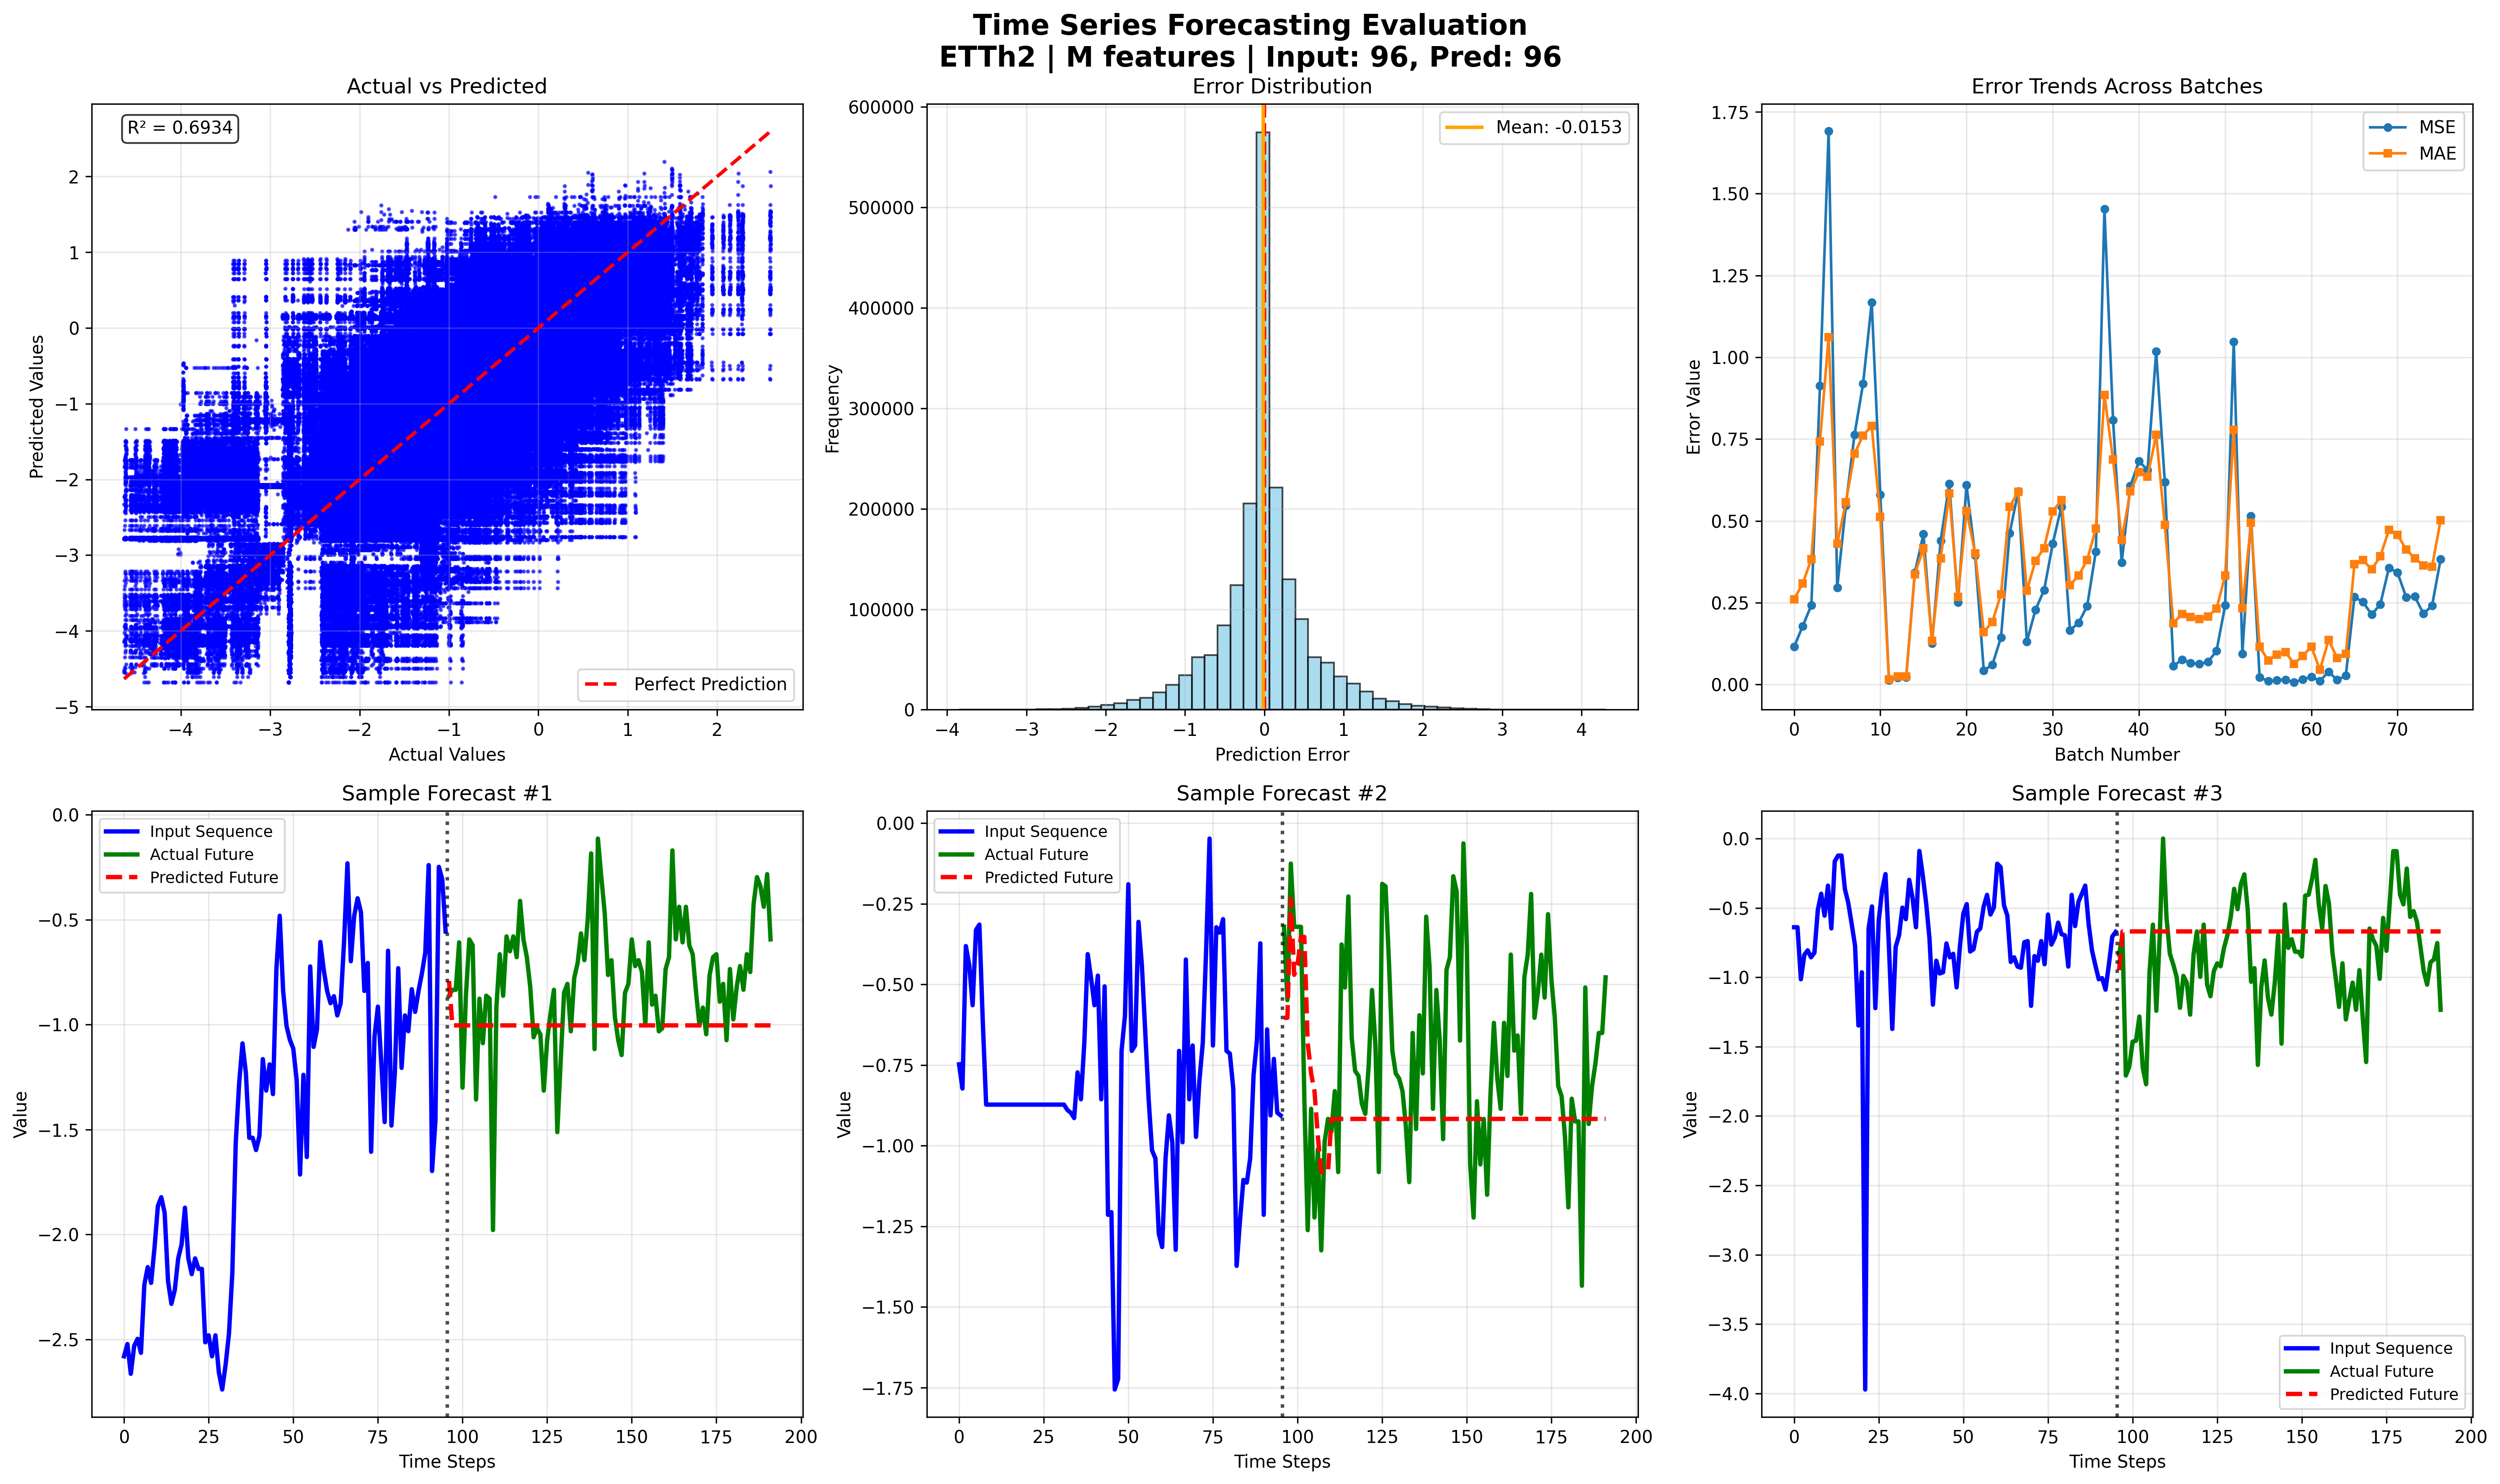 Time Series Forecasting Evaluation
ETTh2 | M features | Input: 96, Pred: 96
Actual vs Predicted
R² = 0.6934
2
1
0
−1
−2
−3
−4
−5
Predicted Values
Perfect Prediction
−4 −3 −2 −1 0 1 2
Actual Values
Error Distribution
Mean: -0.0153
600000
500000
400000
300000
200000
100000
0
Frequency
−4 −3 −2 −1 0 1 2 3 4
Prediction Error
Error Trends Across Batches
MSE
MAE
1.75
1.50
1.25
1.00
0.75
0.50
0.25
0.00
Error Value
0 10 20 30 40 50 60 70
Batch Number
Sample Forecast #1
Input Sequence
Actual Future
Predicted Future
0.0
−0.5
−1.0
−1.5
−2.0
−2.5
Value
0 25 50 75 100 125 150 175 200
Time Steps
Sample Forecast #2
Input Sequence
Actual Future
Predicted Future
0.00
−0.25
−0.50
−0.75
−1.00
−1.25
−1.50
−1.75
Value
0 25 50 75 100 125 150 175 200
Time Steps
Sample Forecast #3
0.0
−0.5
−1.0
−1.5
−2.0
−2.5
−3.0
−3.5
−4.0
Value
Input Sequence
Actual Future
Predicted Future
0 25 50 75 100 125 150 175 200
Time Steps